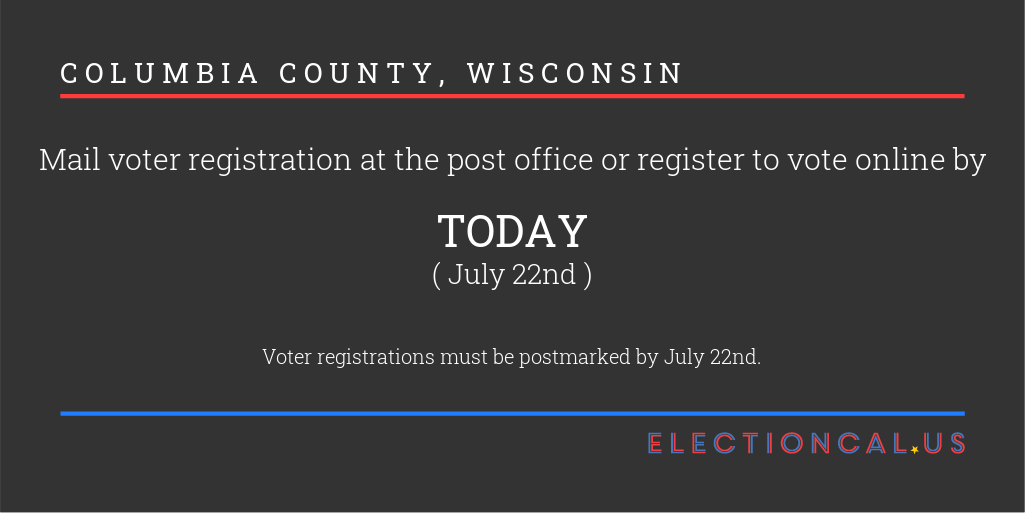 COLUMBIA COUNTY, WISCONSIN
Mail voter registration at the post office or register to vote online by
TODAY
( July 22nd )
Voter registrations must be postmarked by July 22nd.
ELECTIONCAL.US